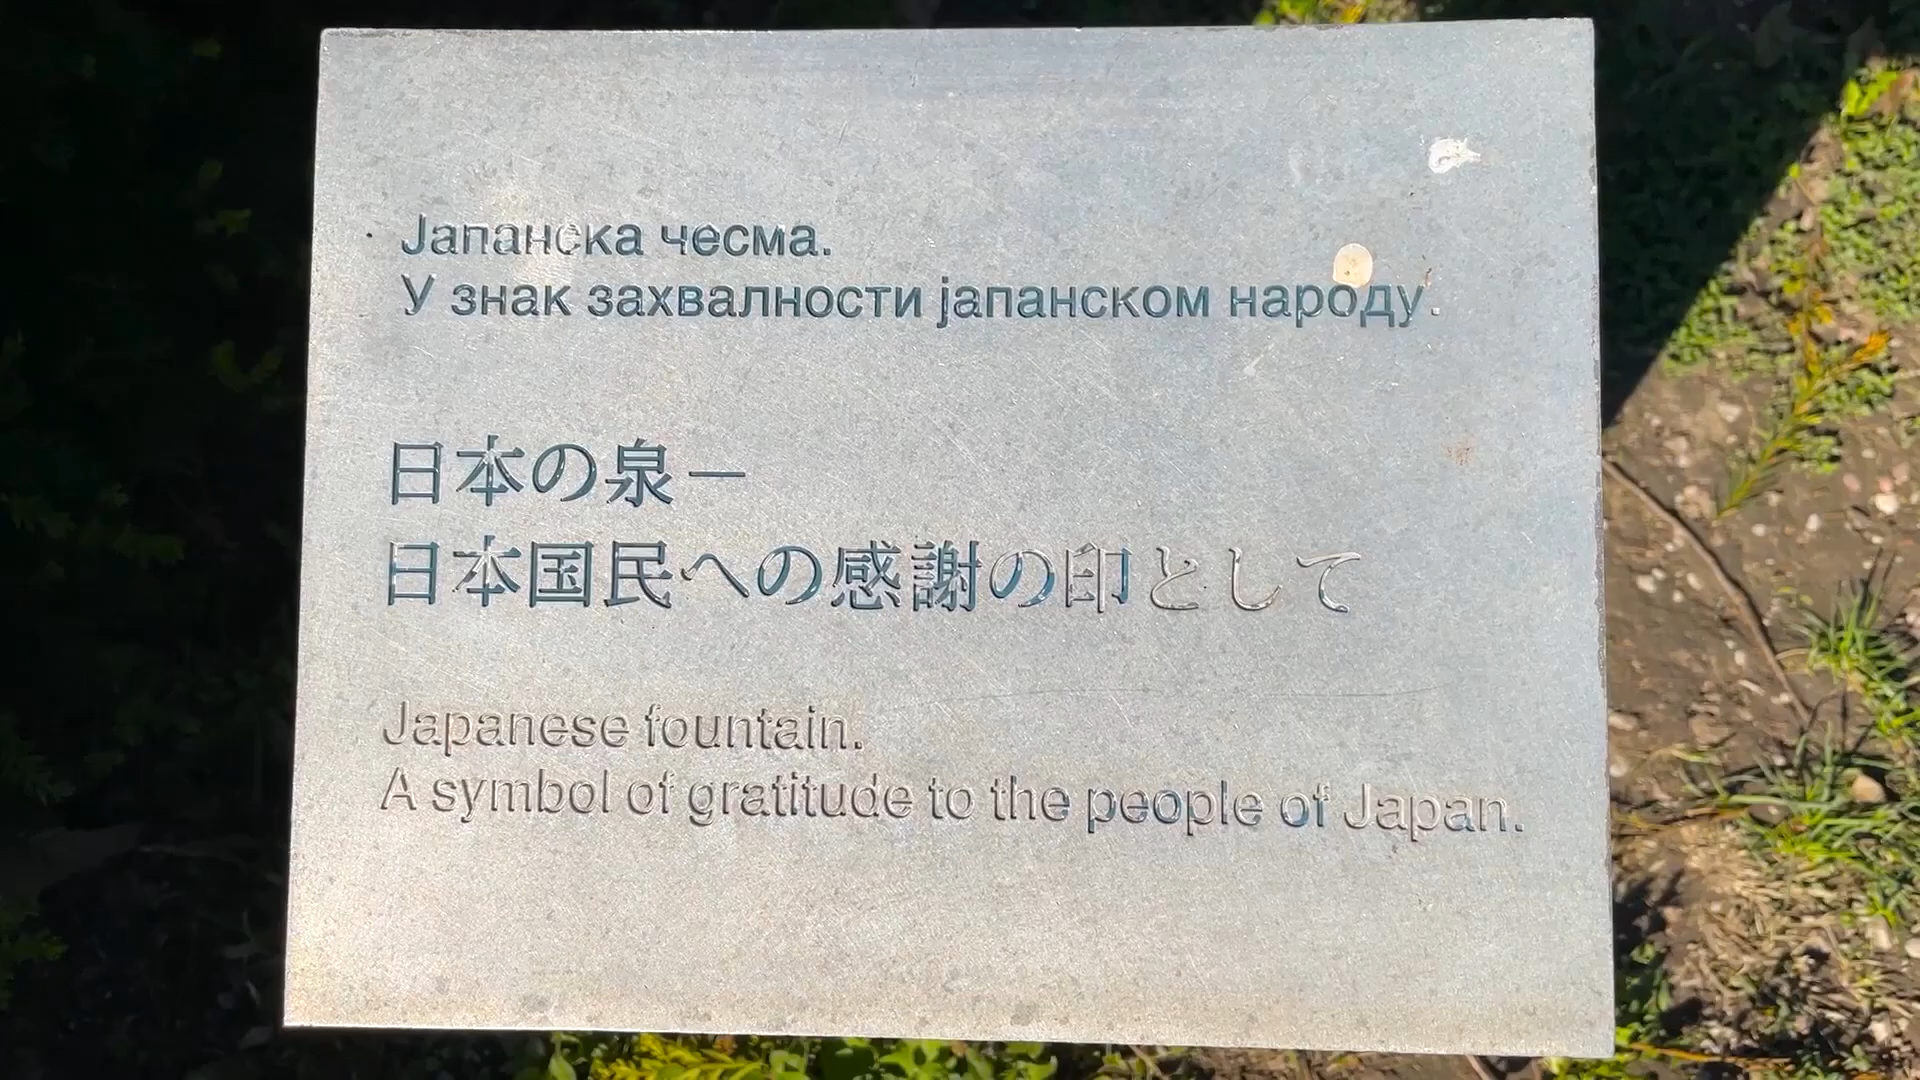 Јапанска чесма.
У знак захвалности јапанском народу.
日本の泉—
日本国民への感謝の印として
Japanese fountain.
A symbol of gratitude to the people of Japan.